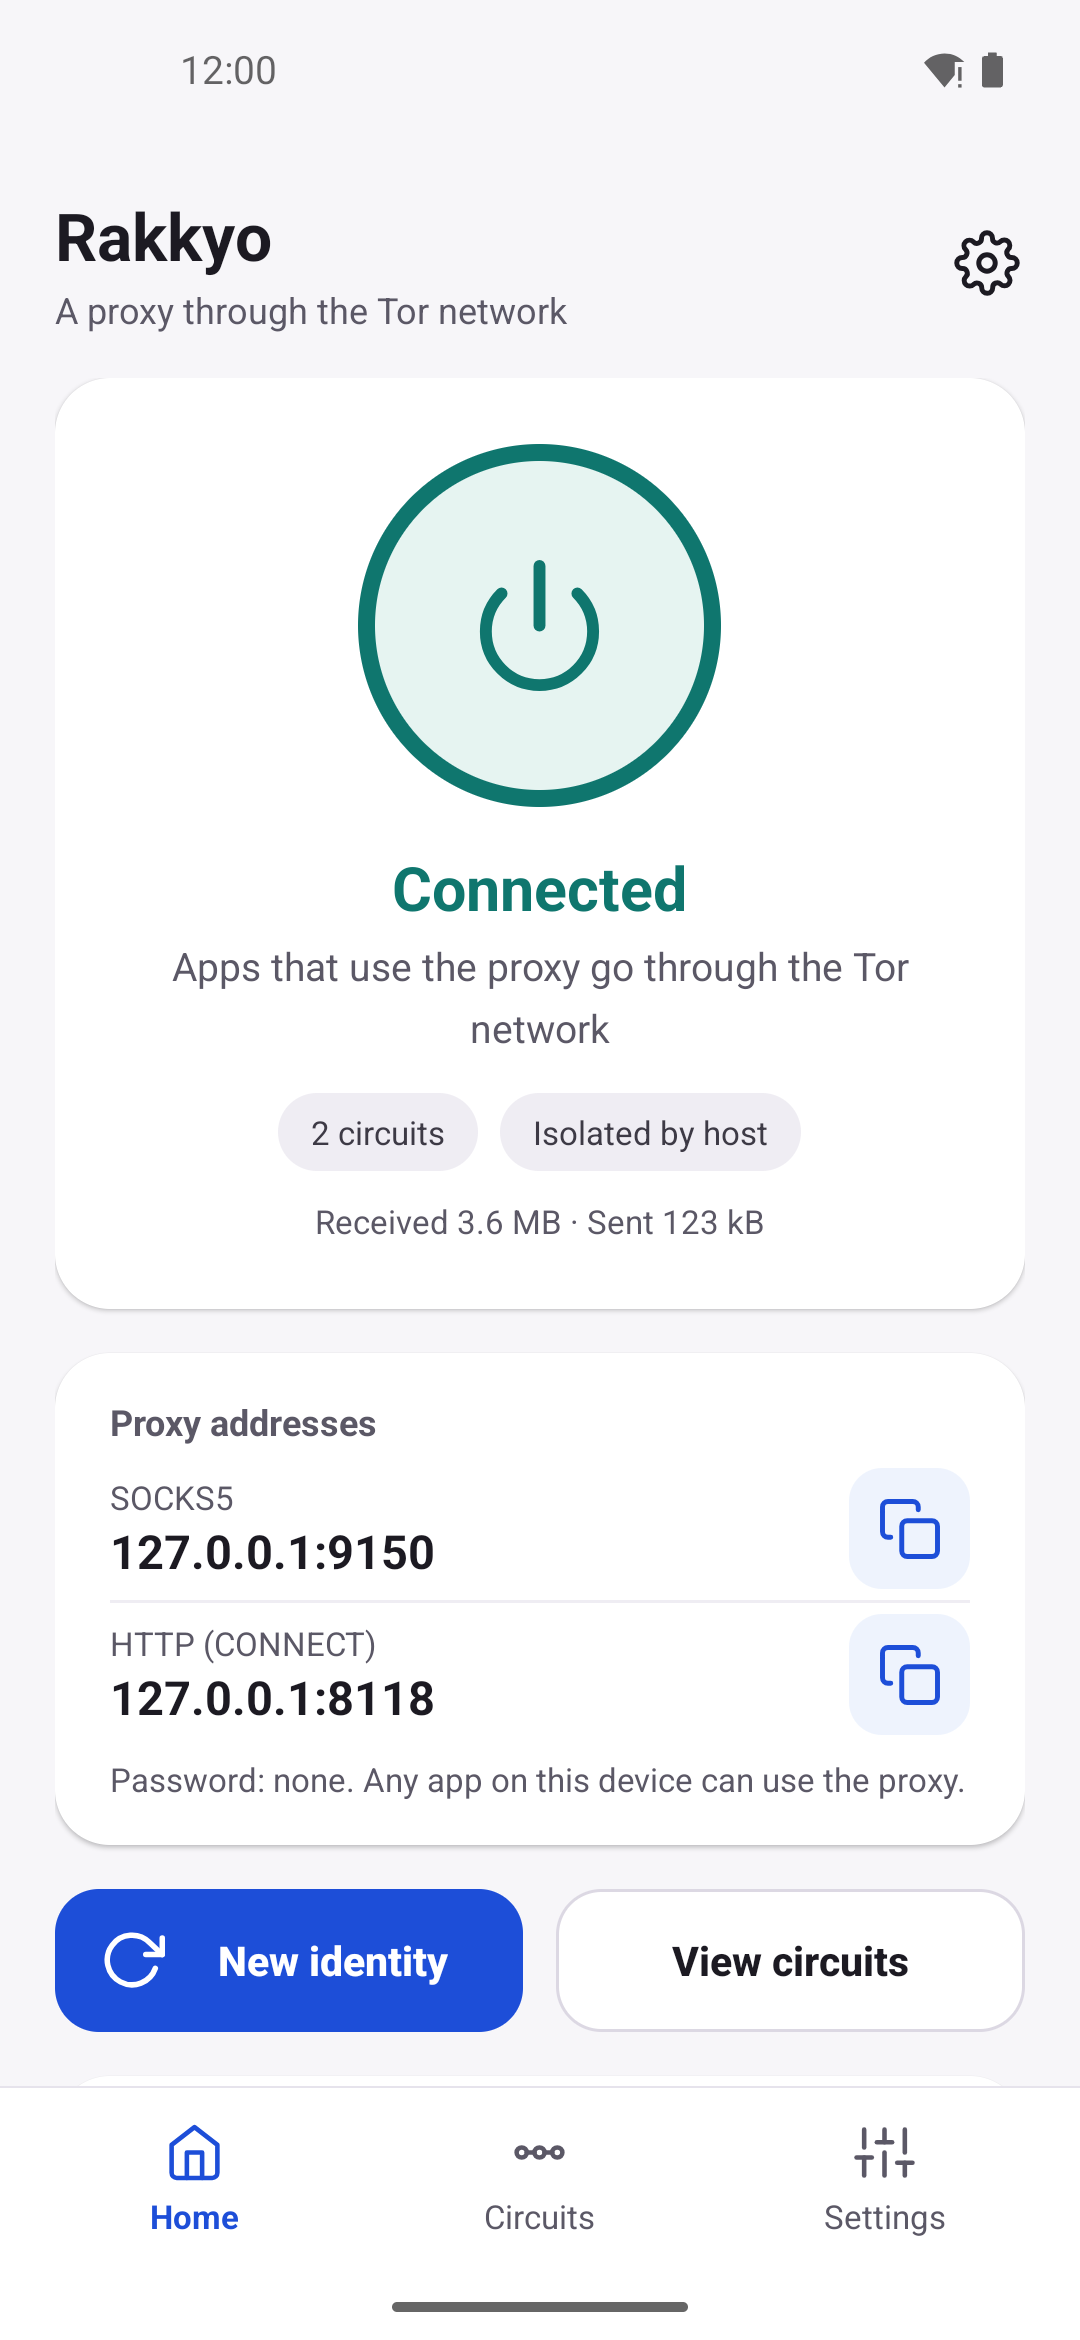 12:00
Rakkyo
A proxy through the Tor network
Connected
Apps that use the proxy go through the Tor
network
2 circuits
Isolated by host
Received 3.6 MB · Sent 123 kB
Proxy addresses
SOCKS5
127.0.0.1:9150
HTTP (CONNECT)
127.0.0.1:8118
Password: none. Any app on this device can use the proxy.
New identity
View circuits
Home
Circuits
Settings